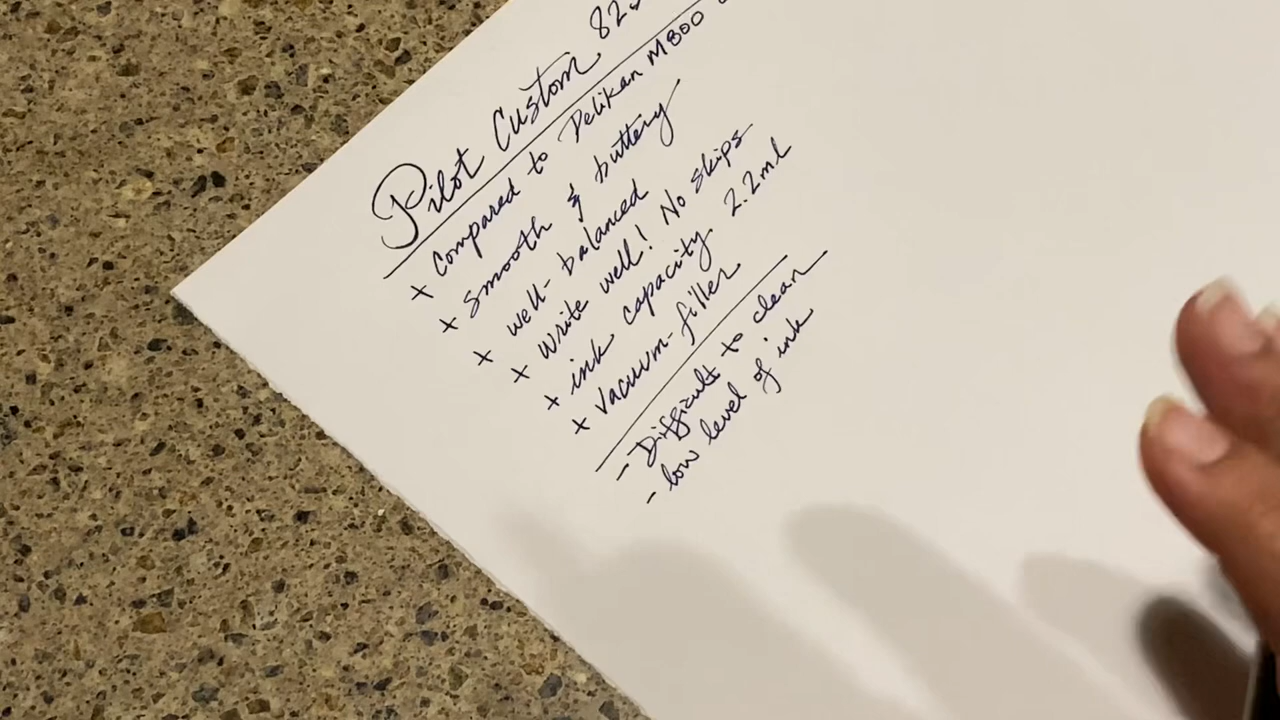 Pilot Custom
+ Compared to Pelikan M800
+ smooth & buttery
+ well-balanced
+ Write well! No skips
+ ink capacity 2.2ml
+ Vacuum-filler
- Difficult to clean
- low level of ink